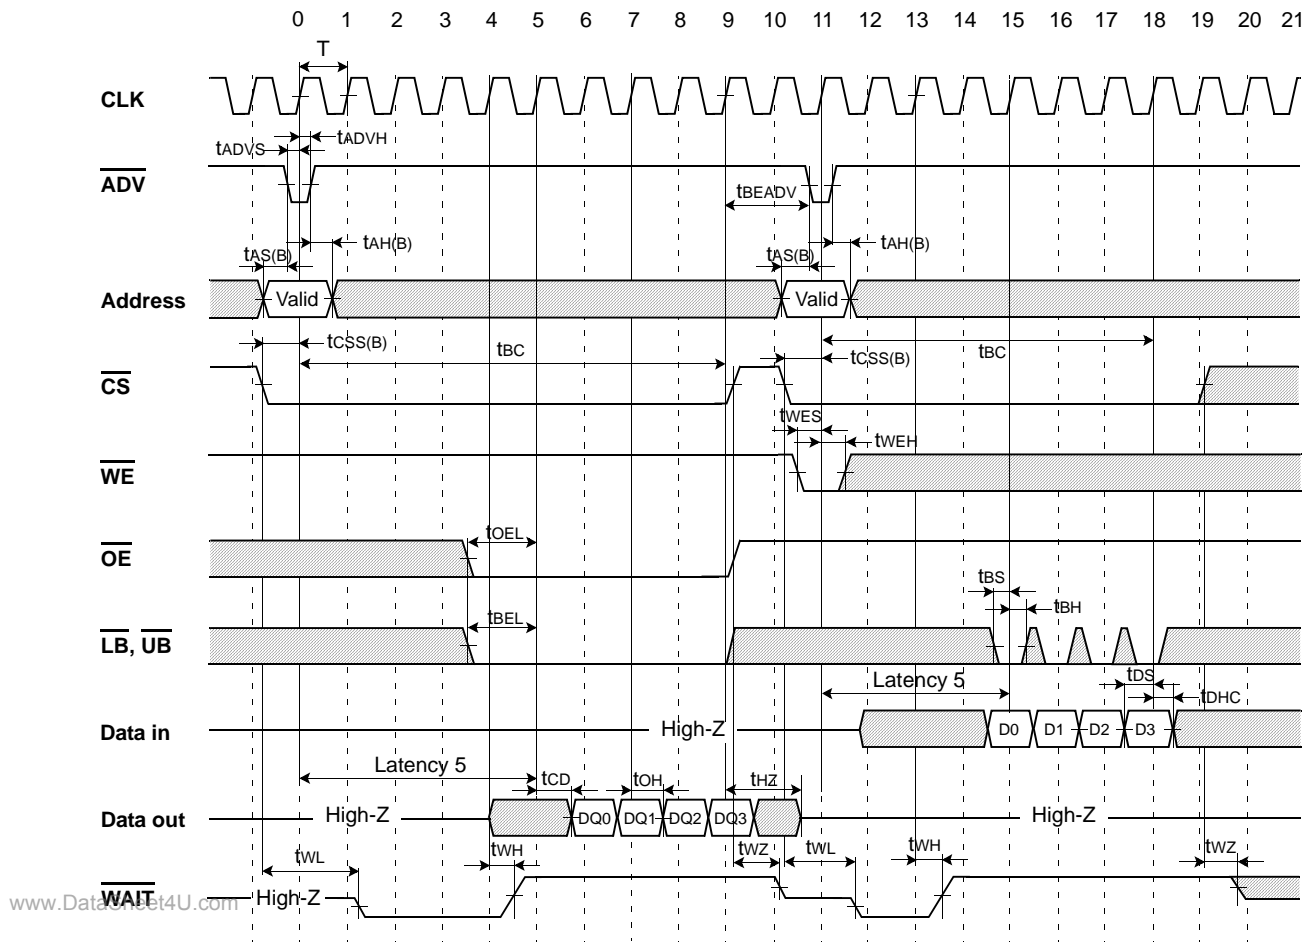 0 1 2 3 4 5 6 7 8 9 10 11 12 13 14 15 16 17 18 19 20 21
T
CLK
tADVH
tADVS
ADV
tBEADV
tAH(B) tAH(B)
tAS(B) tAS(B)
Address Valid Valid
tCSS(B) tBC tCSS(B) tBC
CS
tWES
tWEH
WE
tOEL
OE
tBS
tBH
tBEL
LB, UB
Latency 5 tDS
tDHC
Data in High-Z D0 D1 D2 D3
Latency 5 tCD tOH tHZ
Data out High-Z DQ0 DQ1 DQ2 DQ3 High-Z
tWL tWH tWZ tWL tWH tWZ
WAIT High-Z
www.DataSheet4U.com